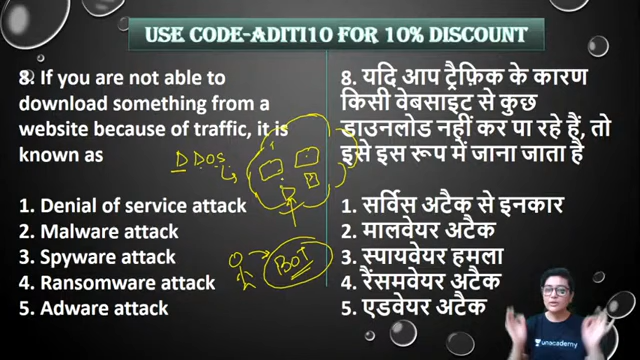 USE CODE-ADITI10 FOR 10% DISCOUNT
8. If you are not able to
download something from a
website because of traffic, it is
known as
DDOS
1. Denial of service attack
2. Malware attack
3. Spyware attack
4. Ransomware attack
5. Adware attack
BOT
8. यदि आप ट्रैफ़िक के कारण
किसी वेबसाइट से कुछ
डाउनलोड नहीं कर पा रहे हैं, तो
इसे इस रूप में जाना जाता है
1. सर्विस अटैक से इनकार
2. मालवेयर अटैक
3. स्पायवेयर हमला
4. रैंसमवेयर अटैक
5. एडवेयर अटैक
unacademy